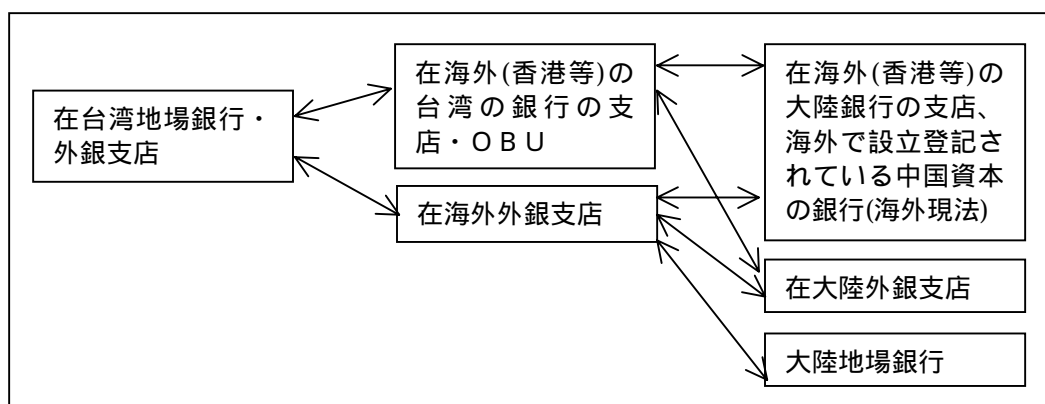 在台湾地場銀行・
外銀支店
在海外(香港等)の
台湾の銀行の支
店・ＯＢＵ
在海外外銀支店
在海外(香港等)の
大陸銀行の支店、
海外で設立登記さ
れている中国資本
の銀行(海外現法)
在大陸外銀支店
大陸地場銀行